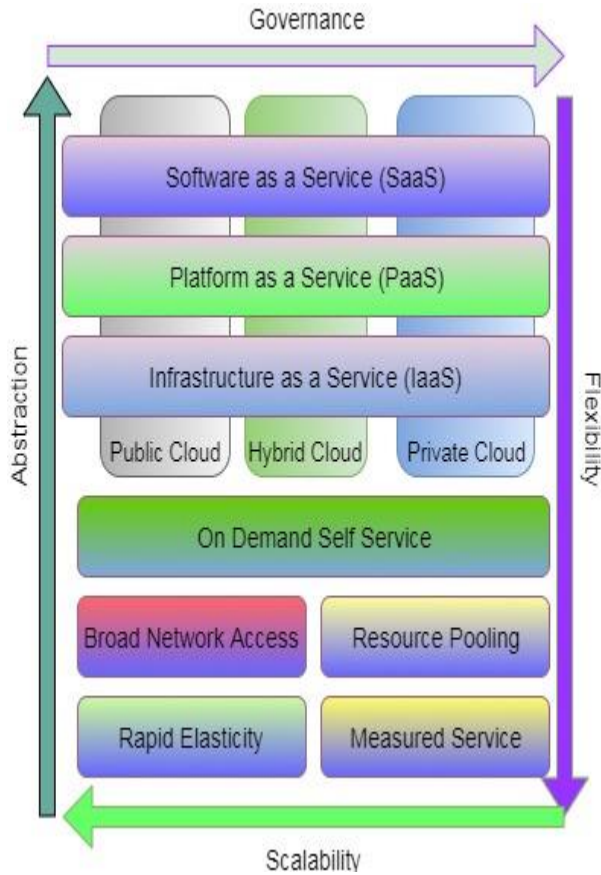 Governance
Software as a Service (SaaS)
Platform as a Service (PaaS)
Infrastructure as a Service (IaaS)
Abstraction
Flexibility
Public Cloud
Hybrid Cloud
Private Cloud
On Demand Self Service
Broad Network Access
Resource Pooling
Rapid Elasticity
Measured Service
Scalability